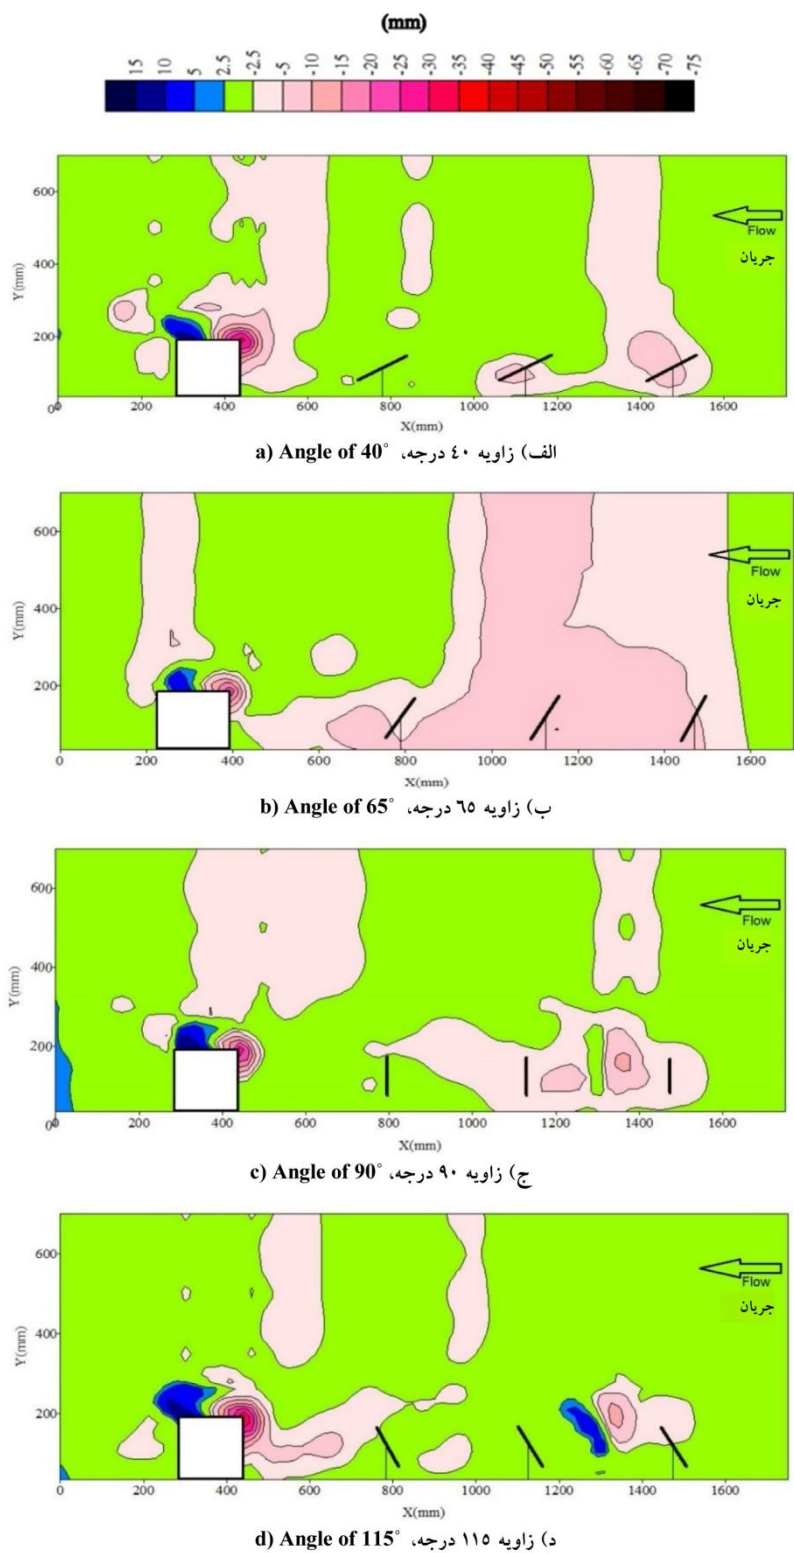 (mm)
15 10 5 2.5 -2.5 -5 -10 -15 -20 -25 -30 -35 -40 -45 -50 -55 -60 -65 -70 -75
Y(mm)
600
400
200
0
Flow
جریان
0 200 400 600 800 1000 1200 1400 1600
X(mm)
الف) زاویه ٤٠ درجه، a) Angle of 40°
Y(mm)
600
400
200
Flow
جریان
0 200 400 600 800 1000 1200 1400 1600
X(mm)
ب) زاویه ٦٥ درجه، b) Angle of 65°
Y(mm)
600
400
200
0
Flow
جریان
0 200 400 600 800 1000 1200 1400 1600
X(mm)
ج) زاویه ٩٠ درجه، c) Angle of 90°
Y(mm)
600
400
200
Flow
جریان
0 200 400 600 800 1000 1200 1400 1600
X(mm)
د) زاویه ١١٥ درجه، d) Angle of 115°